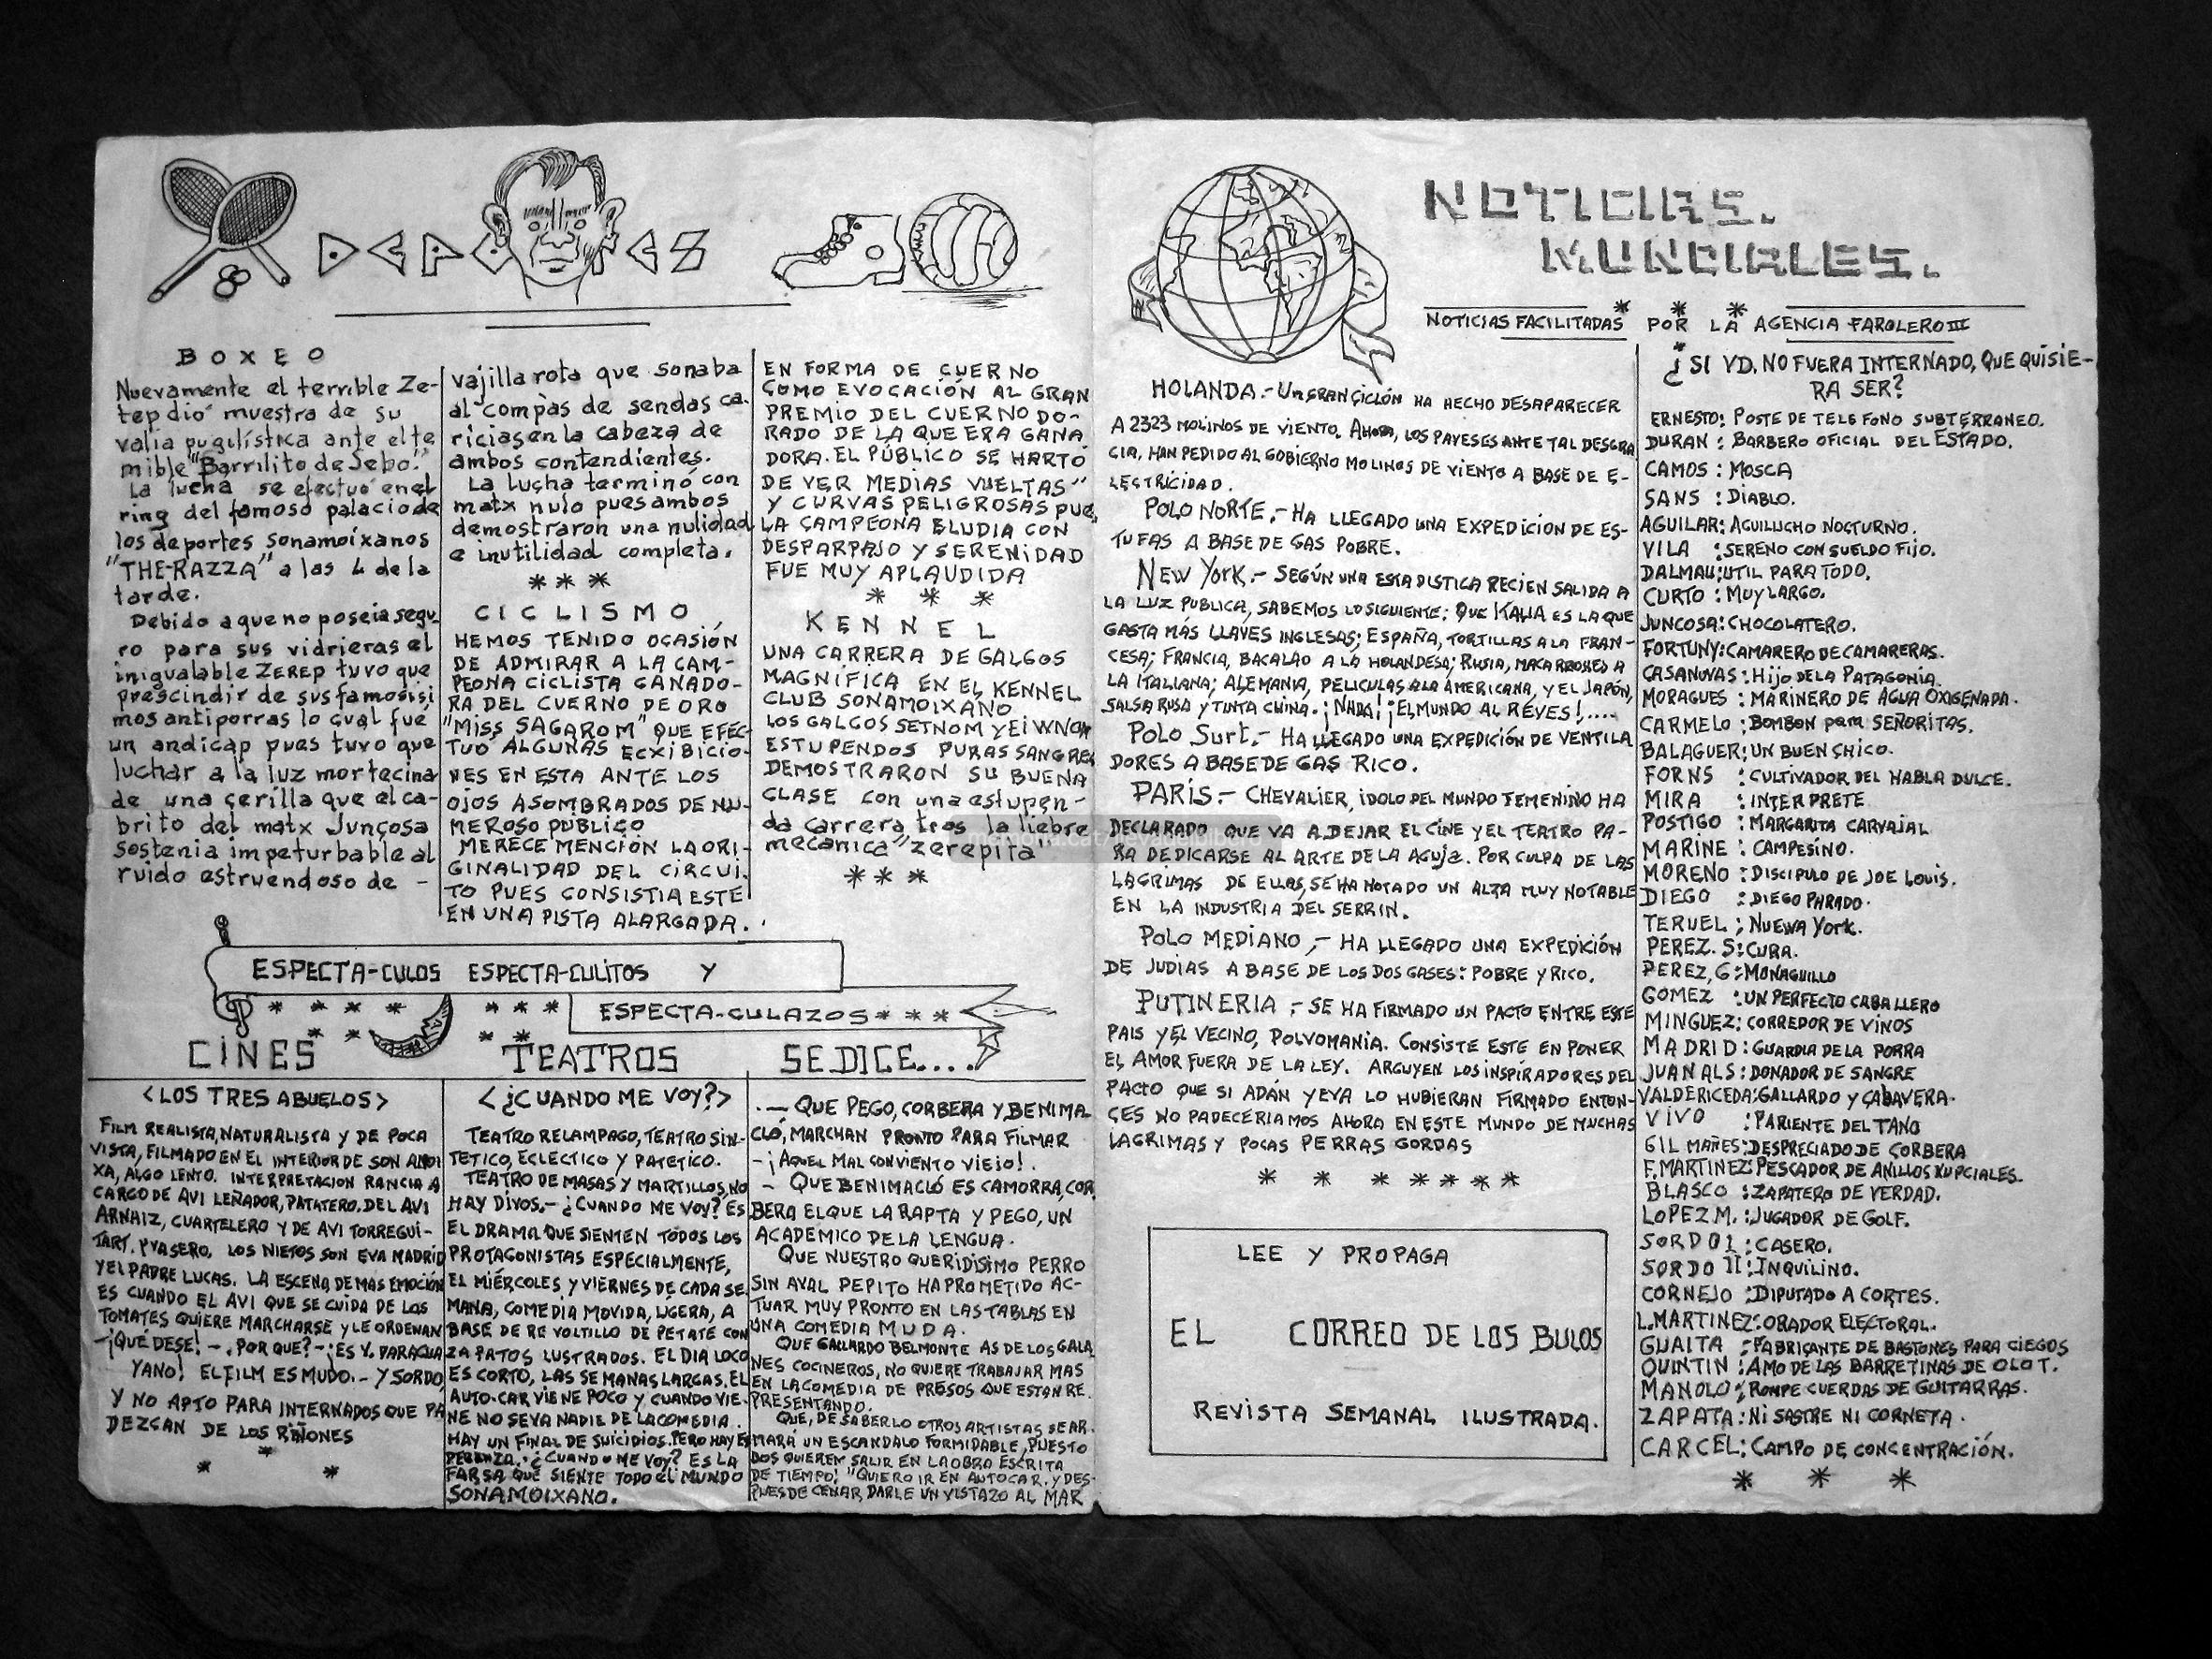 DEPORTES
BOXEO
Nuevamente el terrible Ze-
tep dió muestra de su
valia pugilística ante el te
mible "Barrilito de Sebo."
La lucha se efectuó en el
ring del famoso palacio de
los deportes sonamoixanos
"THE-RAZZA" a las 4 de la
tarde.
Debido a que no poseia segu
ro para sus vidrieras el
inigualable ZEREP tuvo que
prescindir de sus famosisi
mos antiporras lo cual fue
un andicap pues tuvo que
luchar a la luz mortecina
de una cerilla que el ca-
brito del matx Junçosa
sostenia impeturbable al
ruido estruendoso de -
vajilla rota que sonaba
al compas de sendas ca-
ricias en la cabeza de
ambos contendientes.
La lucha terminó con
matx nulo pues ambos
demostraron una nulidad
e inutilidad completa.
* * *
CICLISMO
HEMOS TENIDO OCASIÓN
DE ADMIRAR A LA CAM-
PEONA CICLISTA GANADO-
RA DEL CUERNO DE ORO
"MISS SAGAROM" QUE EFEC
TUÓ ALGUNAS ECXIBICIO-
NES EN ESTA ANTE LOS
OJOS ASOMBRADOS DE NU-
MEROSO PUBLICO
MERECE MENCIÓN LA ORI-
GINALIDAD DEL CIRCUI-
TO PUES CONSISTIA ESTE
EN UNA PISTA ALARGADA.
EN FORMA DE CUERNO
COMO EVOCACIÓN AL GRAN
PREMIO DEL CUERNO DO-
RADO DE LA QUE ERA GANA
DORA. EL PÚBLICO SE HARTÓ
DE VER MEDIAS VUELTAS"
Y CURVAS PELIGROSAS PUE,
LA CAMPEONA ELUDIA CON
DESPARPAJO Y SERENIDAD
FUE MUY APLAUDIDA
* * *
KENNEL
UNA CARRERA DE GALGOS
MAGNÍFICA EN EL KENNEL
CLUB SONAMOIXANO
LOS GALGOS SETNOM Y
ESTUPENDOS PURAS SANGRE
DEMOSTRARON SU BUENA
CLASE con una estupen-
da carrera tras la liebre
mecanica "zerepita"
* * *
ESPECTA-CULOS ESPECTA-CULITOS Y
ESPECTA-CULAZOS * * *
CINES
<LOS TRES ABUELOS>
FILM REALISTA, NATURALISTA Y DE POCA
VISTA, FILMADO EN EL INTERIOR DE SON AMOI
XA, ALGO LENTO. INTERPRETACION RANCIA A
CARGO DE AVI LEÑADOR, PATATERO, DEL AVI
ARNAIZ, CUARTELERO Y DE AVI TORREGUI-
TART. PVASERO, LOS NIETOS SON EVA MADRID
Y EL PADRE LUCAS. LA ESCENA DE MAS EMOCIÓN
ES CUANDO EL AVI QUE SE CUIDA DE LOS
TOMATES QUIERE MARCHARSE Y LE ORDENAN
-¡QUÉDESE! -. POR QUÉ? -¡ES V. PARAGUA
YANO! EL FILM ES MUDO.- Y SORDO
Y NO APTO PARA INTERNADOS QUE PA
DEZCAN DE LOS RIÑONES
* * *
TEATROS
<¿CUANDO ME VOY?>
TEATRO RELAMPAGO, TEATRO SIN-
TETICO, ECLECTICO Y PATETICO.
TEATRO DE MASAS Y MARTILLOS, NO
HAY DIVOS.- ¿CUANDO ME VOY? ES
EL DRAMA QUE SIENTEN TODOS LOS
PROTAGONISTAS ESPECIALMENTE,
EL MIÉRCOLES Y VIERNES DE CADA SE
MANA, COMEDIA MOVIDA, LIGERA, A
BASE DE REVOLTILLO DE PETATE CON
ZAPATOS LUSTRADOS. EL DIA LOCO
ES CORTO, LAS SEMANAS LARGAS. EL
AUTO-CAR VIENE POCO Y CUANDO VIE-
NE NO SE VA NADIE DE LA COMEDIA.
HAY UN FINAL DE SUICIDIOS. PERO HAY ES
PERANZA. ¿CUANDO ME VOY? ES LA
FARSA QUE SIENTE TODO EL MUNDO
SONAMOIXANO.
SE DICE....
.- QUE PEGO, CORBERA Y BENIMA
CLÓ, MARCHAN PRONTO PARA FILMAR
-¡AQUEL MAL CON VIENTO VIEJO!.
- QUE BENIMACLÓ ES CAMORRA, COR
BERA EL QUE LA RAPTA Y PEGO, UN
ACADEMICO DE LA LENGUA.
QUE NUESTRO QUERIDISIMO PERRO
SIN AVAL PEPITO HA PROMETIDO AC-
TUAR MUY PRONTO EN LAS TABLAS EN
UNA COMEDIA MUDA.
QUE GALLARDO BELMONTE AS DE LOS GALA
NES COCINEROS, NO QUIERE TRABAJAR MAS
EN LA COMEDIA DE PRESOS QUE ESTAN RE
PRESENTANDO.
QUE, DE SABERLO OTROS ARTISTAS SE AR-
MARÁ UN ESCANDALO FORMIDABLE, PUESTO
DOS QUIEREN SALIR EN LA OBRA ESCRITA
DE TIEMPO! "QUIERO IR EN AUTOCAR, Y DES-
PUES DE CENAR, DARLE UN VISTAZO AL MAR
NOTICIAS.
MUNDIALES.
* * *
NOTICIAS FACILITADAS POR LA AGENCIA FAROLERO III
HOLANDA.- UN GRAN ÇICLÓN HA HECHO DESAPARECER
A 2323 MOLINOS DE VIENTO. AHORA, LOS PAYESES ANTE TAL DESGRA
CIA, HAN PEDIDO AL GOBIERNO MOLINOS DE VIENTO A BASE DE E-
LECTRICIDAD.
POLO NORTE.- HA LLEGADO UNA EXPEDICION DE ES-
TUFAS A BASE DE GAS POBRE.
NEW YORK.- SEGÚN UNA ESTADISTICA RECIEN SALIDA A
LA LUZ PUBLICA, SABEMOS LO SIGUIENTE: QUE ITALIA ES LA QUE
GASTA MÁS LLAVES INGLESAS; ESPAÑA, TORTILLAS A LA FRAN-
CESA; FRANCIA, BACALAO A LA HOLANDESA; RUSIA, MACARRONES A
LA ITALIANA; ALEMANIA, PELICULAS A LA AMERICANA, Y EL JAPÓN,
SALSA RUSA Y TINTA CHINA. ¡NADA! ¡EL MUNDO AL REVÉS!,....
POLO SURT.- HA LLEGADO UNA EXPEDICIÓN DE VENTILA
DORES A BASE DE GAS RICO.
PARÍS.- CHEVALIER, IDOLO DEL MUNDO FEMENINO HA
DECLARADO QUE VA A DEJAR EL CINE Y EL TEATRO PA-
RA DEDICARSE AL ARTE DE LA AGUJA. POR CULPA DE LAS
LAGRIMAS DE ELLAS, SE HA NOTADO UN ALZA MUY NOTABLE
EN LA INDUSTRIA DEL SERRIN.
POLO MEDIANO,- HA LLEGADO UNA EXPEDICIÓN
DE JUDIAS A BASE DE LOS DOS GASES: POBRE Y RICO.
PUTINERIA,- SE HA FIRMADO UN PACTO ENTRE ESTE
PAIS Y EL VECINO, POLVOMANIA. CONSISTE ESTE EN PONER
EL AMOR FUERA DE LA LEY. ARGUYEN LOS INSPIRADORES DEL
PACTO QUE SI ADÁN Y EVA LO HUBIERAN FIRMADO ENTON-
CES NO PADECERIAMOS AHORA EN ESTE MUNDO DE MUCHAS
LAGRIMAS Y POCAS PERRAS GORDAS
* * * * * * *
LEE Y PROPAGA
EL CORREO DE LOS BULOS
REVISTA SEMANAL ILUSTRADA.
¿SI VD. NO FUERA INTERNADO, QUE QUISIE-
RA SER?
ERNESTO: POSTE DE TELEFONO SUBTERRANEO.
DURAN: BARBERO OFICIAL DEL ESTADO.
CAMOS: MOSCA
SANS: DIABLO.
AGUILAR: AGUILUCHO NOCTURNO.
VILA: SERENO CON SUELDO FIJO.
DALMAU: UTIL PARA TODO.
CURTO: MUY LARGO.
JUNCOSA: CHOCOLATERO.
FORTUNY: CAMARERO DE CAMARERAS.
CASANOVAS: HIJO DE LA PATAGONIA.
MORAGUES: MARINERO DE AGUA OXIGENADA.
CARMELO: BOMBON PARA SEÑORITAS.
BALAGUER: UN BUEN CHICO.
FORNS: CULTIVADOR DEL HABLA DULCE.
MIRA: INTERPRETE
POSTIGO: MARGARITA CARVAJAL
MARINE: CAMPESINO.
MORENO: DISCIPULO DE JOE LOUIS.
DIEGO: DIEGO PARADO.
TERUEL; NUEWA YORK.
PEREZ. S: CURA.
PEREZ, G: MONAGUILLO
GOMEZ: UN PERFECTO CABALLERO
MINGUEZ: CORREDOR DE VINOS
MADRID: GUARDIA DE LA PORRA
JUANALS: DONADOR DE SANGRE
VALDERICEDA: GALLARDO Y CABAVERA.
VIVO: PARIENTE DEL TANO
GIL MAÑES: DESPRECIADO DE CORBERA
F. MARTINEZ: PESCADOR DE ANILLOS NUPCIALES.
BLASCO: ZAPATERO DE VERDAD.
LOPEZ M.: JUGADOR DE GOLF.
SORDO I: CASERO.
SORDO II: INQUILINO.
CORNEJO: DIPUTADO A CORTES.
L. MARTINEZ: ORADOR ELECTORAL.
GUAITA: FABRIÇANTE DE BASTONES PARA CIEGOS
QUINTIN: AMO DE LAS BARRETINAS DE OLOT.
MANOLO: ROMPE CUERDAS DE GUITARRAS.
ZAPATA: NI SASTRE NI CORNETA.
CARCEL: CAMPO DE CONCENTRACIÓN.
* * *